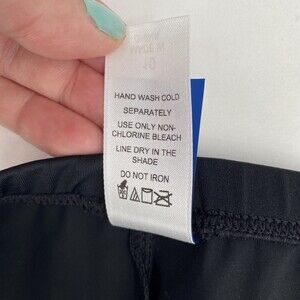 HAND WASH COLD
SEPARATELY
USE ONLY NON-
CHLORINE BLEACH
LINE DRY IN THE
SHADE
DO NOT IRON